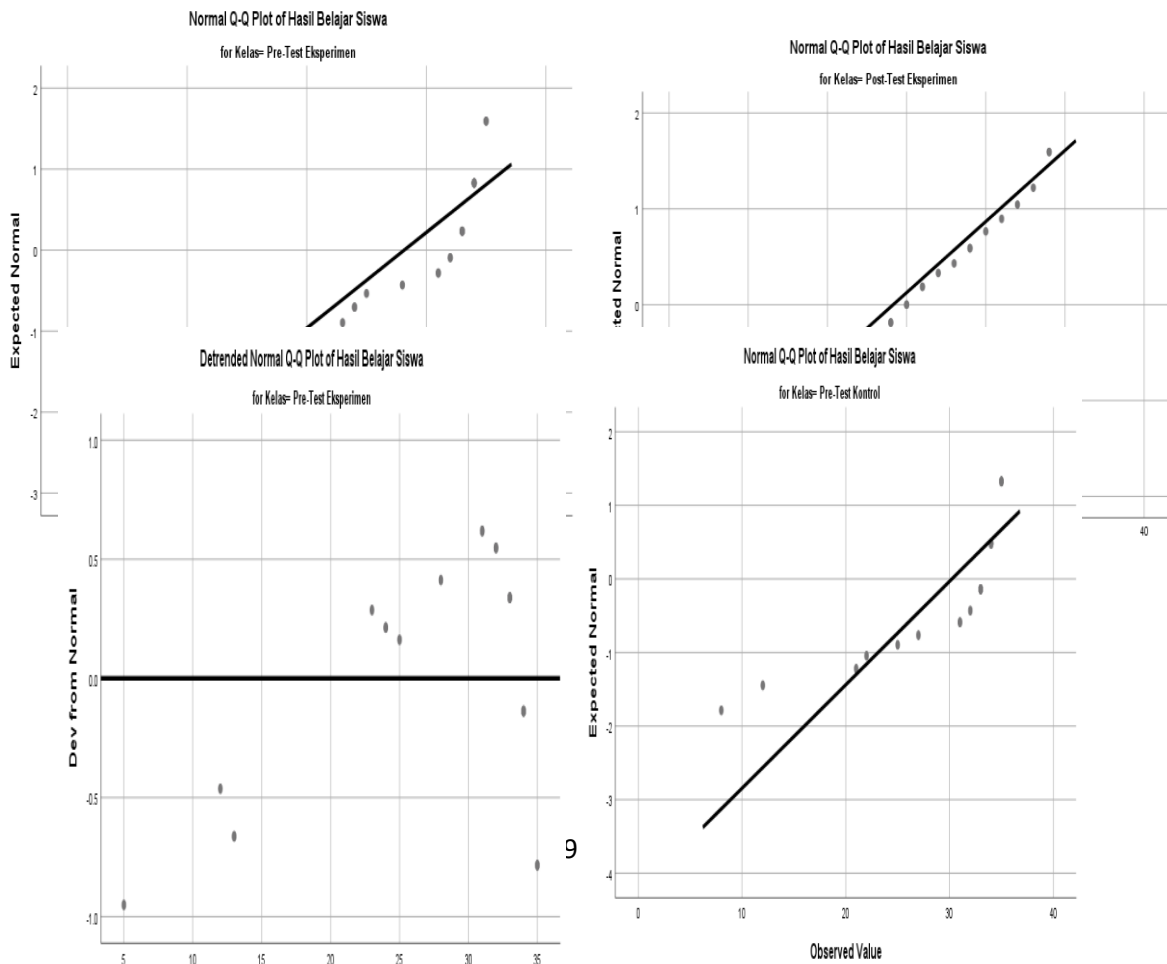 Normal Q-Q Plot of Hasil Belajar Siswa
for Kelas= Pre-Test Eksperimen
Expected Normal
2
1
0
-1
-2
-3
Normal Q-Q Plot of Hasil Belajar Siswa
for Kelas= Post-Test Eksperimen
ted Normal
2
1
0
40
Detrended Normal Q-Q Plot of Hasil Belajar Siswa
for Kelas= Pre-Test Eksperimen
Dev from Normal
1.0
0.5
0.0
-0.5
-1.0
5 10 15 20 25 30 35
9
Normal Q-Q Plot of Hasil Belajar Siswa
for Kelas= Pre-Test Kontrol
Expected Normal
2
1
0
-1
-2
-3
-4
0 10 20 30 40
Observed Value